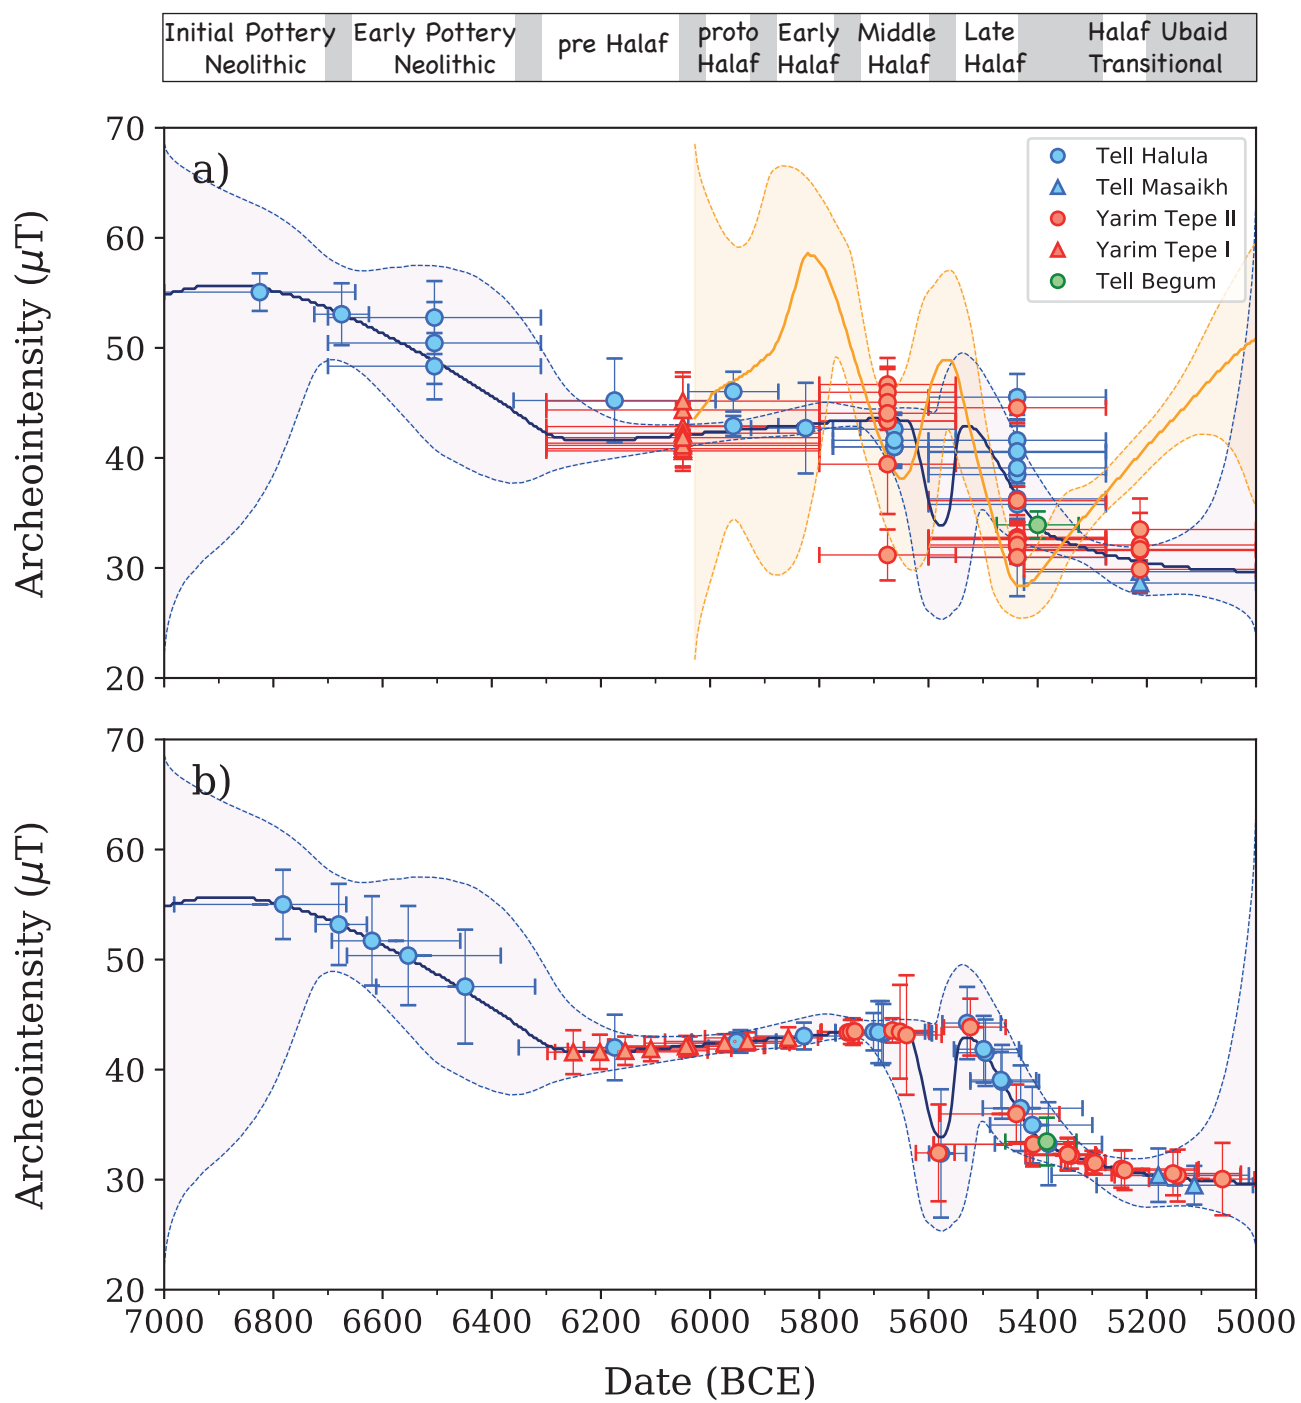 Initial Pottery Early Pottery pre Halaf proto Early Middle Late Halaf Ubaid
Neolithic Neolithic Halaf Halaf Halaf Halaf Transitional
a)
Archeointensity (μT)
70
60
50
40
30
20
Tell Halula
Tell Masaikh
Yarim Tepe II
Yarim Tepe I
Tell Begum
b)
Archeointensity (μT)
70
60
50
40
30
20
7000 6800 6600 6400 6200 6000 5800 5600 5400 5200 5000
Date (BCE)